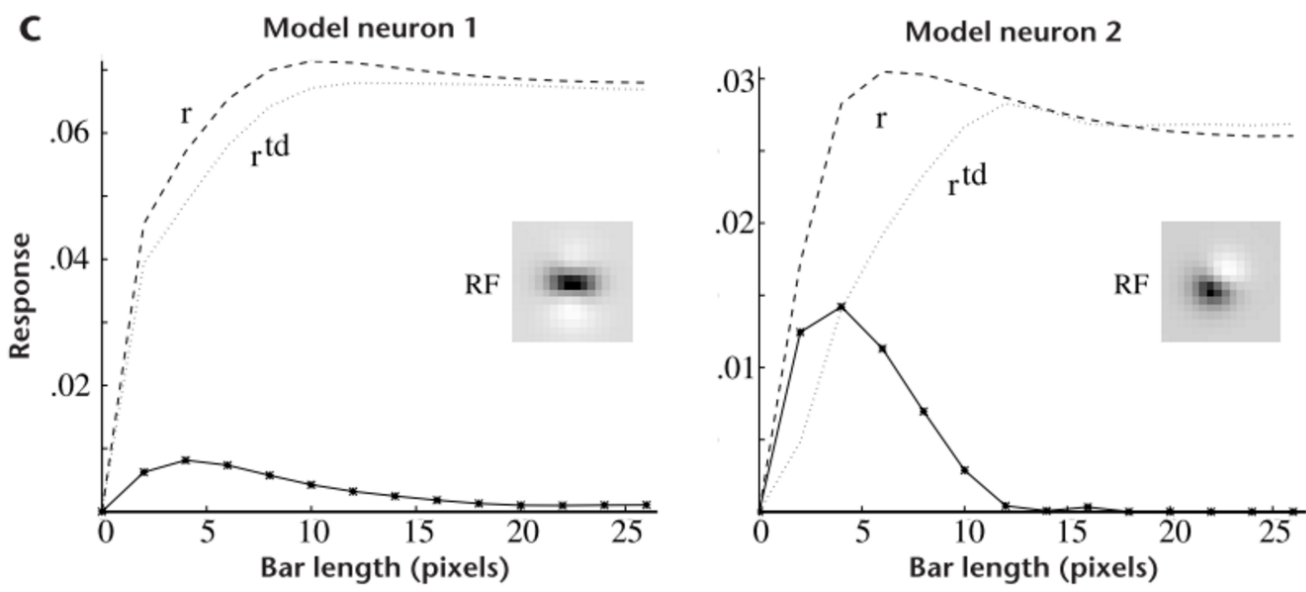 C
Model neuron 1
Response
.06
.04
.02
r
r^td
RF
0 5 10 15 20 25
Bar length (pixels)
Model neuron 2
.03
.02
.01
r
r^td
RF
0 5 10 15 20 25
Bar length (pixels)